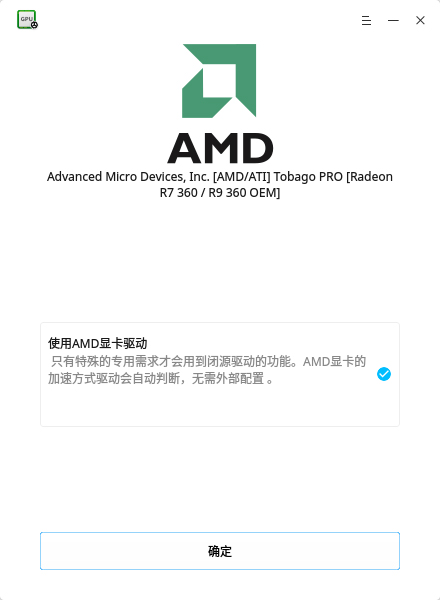 GPU
AMD
Advanced Micro Devices, Inc. [AMD/ATI] Tobago PRO [Radeon
R7 360 / R9 360 OEM]
使用AMD显卡驱动
只有特殊的专用需求才会用到闭源驱动的功能。AMD显卡的
加速方式驱动会自动判断，无需外部配置 。
确定